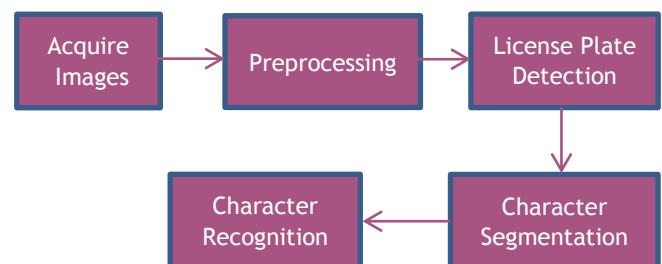 Acquire
Images
Preprocessing
License Plate
Detection
Character
Segmentation
Character
Recognition